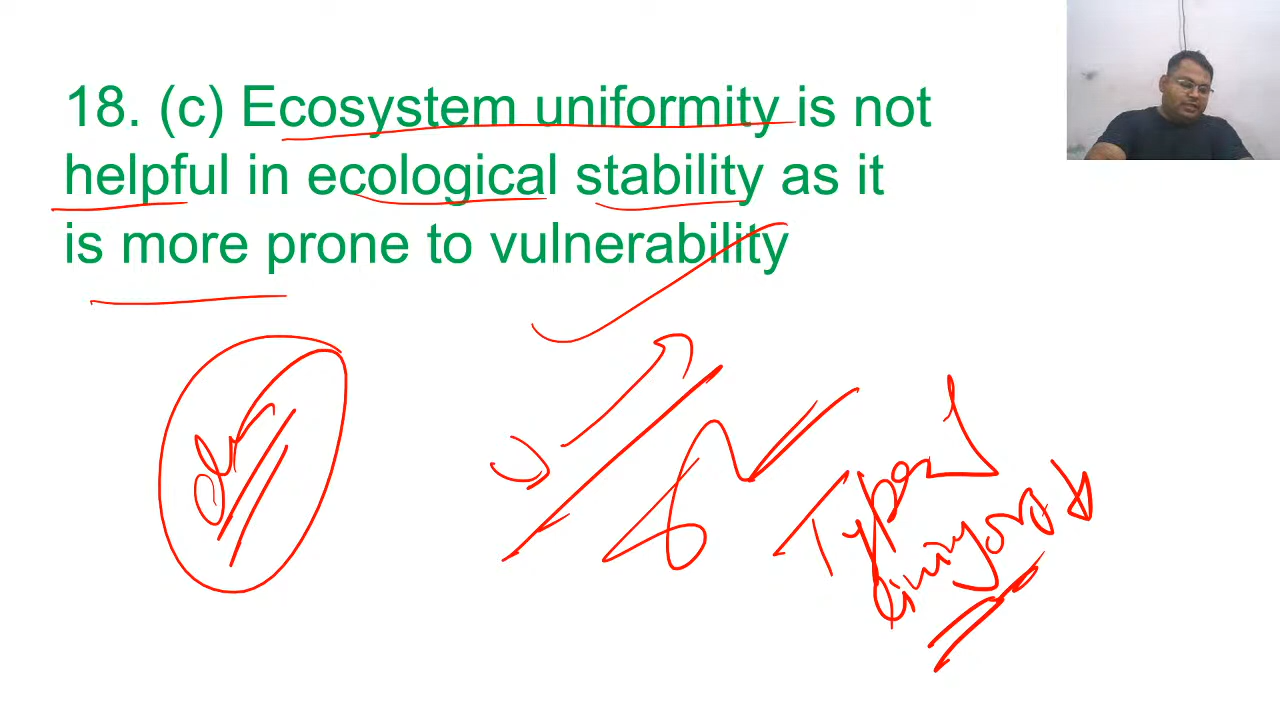 18. (c) Ecosystem uniformity is not
helpful in ecological stability as it
is more prone to vulnerability